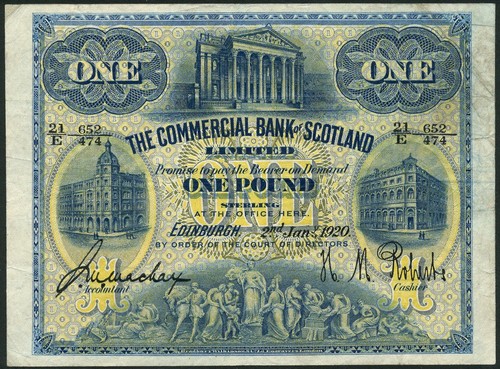 ONE ONE
THE COMMERCIAL BANK of SCOTLAND
LIMITED
21/E 652/474 21/E 652/474
Promise to pay the Bearer on Demand
ONE POUND
STERLING
AT THE OFFICE HERE.
EDINBURGH, 2nd Jany. 1920.
BY ORDER OF THE COURT OF DIRECTORS
Accountant Cashier